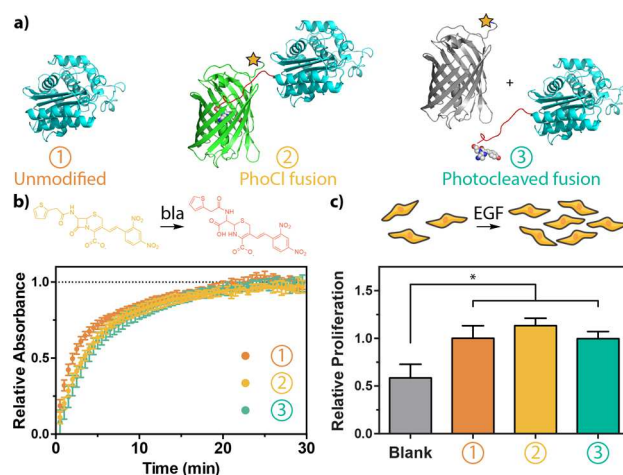 a)
+
①
②
③
Unmodified
PhoCl fusion
Photocleaved fusion
b)
bla
Relative Absorbance
1.0
0.5
0.0
0
10
20
30
Time (min)
①
②
③
c)
EGF
Relative Proliferation
1.5
1.0
0.5
0.0
*
Blank
①
②
③